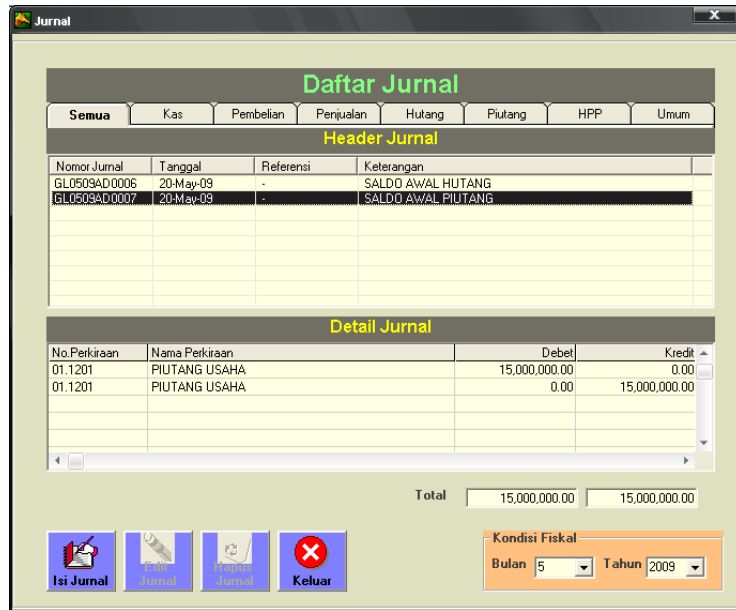 Jurnal
X
Daftar Jurnal
Semua Kas Pembelian Penjualan Hutang Piutang HPP Umum
Header Jurnal
Nomor Jurnal Tanggal Referensi Keterangan
GL0509AD0006 20-May-09 - SALDO AWAL HUTANG
GL0509AD0007 20-May-09 - SALDO AWAL PIUTANG
Detail Jurnal
No.Perkiraan Nama Perkiraan Debet Kredit
01.1201 PIUTANG USAHA 15,000,000.00 0.00
01.1201 PIUTANG USAHA 0.00 15,000,000.00
Total 15,000,000.00 15,000,000.00
Isi Jurnal
Edit Jurnal
Hapus Jurnal
Keluar
Kondisi Fiskal
Bulan 5 Tahun 2009